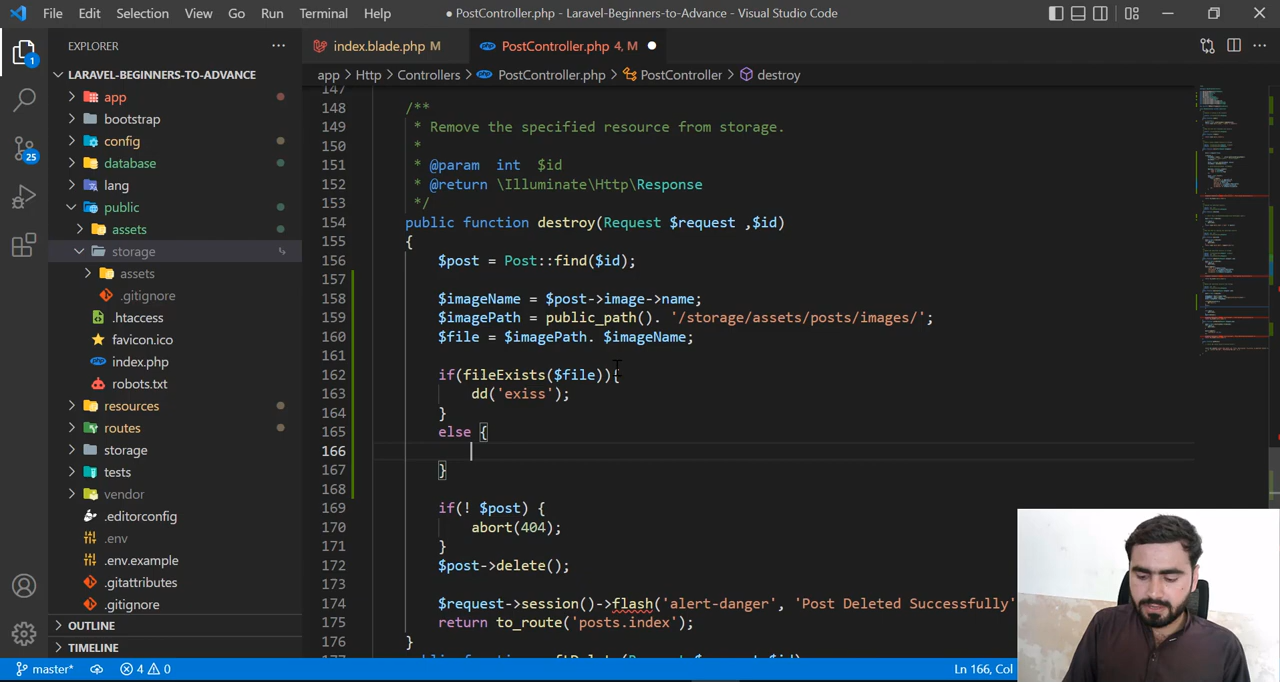 File Edit Selection View Go Run Terminal Help
● PostController.php - Laravel-Beginners-to-Advance - Visual Studio Code
EXPLORER
index.blade.php M
PostController.php 4, M
LARAVEL-BEGINNERS-TO-ADVANCE
app > Http > Controllers > PostController.php > PostController > destroy
app
bootstrap
config
database
lang
public
assets
storage
assets
.gitignore
.htaccess
favicon.ico
index.php
robots.txt
resources
routes
storage
tests
vendor
.editorconfig
.env
.env.example
.gitattributes
.gitignore
OUTLINE
TIMELINE
1
25
147
148 /**
149 * Remove the specified resource from storage.
150 *
151 * @param int $id
152 * @return \Illuminate\Http\Response
153 */
154 public function destroy(Request $request ,$id)
155 {
156 $post = Post::find($id);
157
158 $imageName = $post->image->name;
159 $imagePath = public_path(). '/storage/assets/posts/images/';
160 $file = $imagePath. $imageName;
161
162 if(fileExists($file)){
163 dd('exiss');
164 }
165 else {
166
167 }
168
169 if(! $post) {
170 abort(404);
171 }
172 $post->delete();
173
174 $request->session()->flash('alert-danger', 'Post Deleted Successfully'
175 return to_route('posts.index');
176 }
master* 4 0
Ln 166, Col